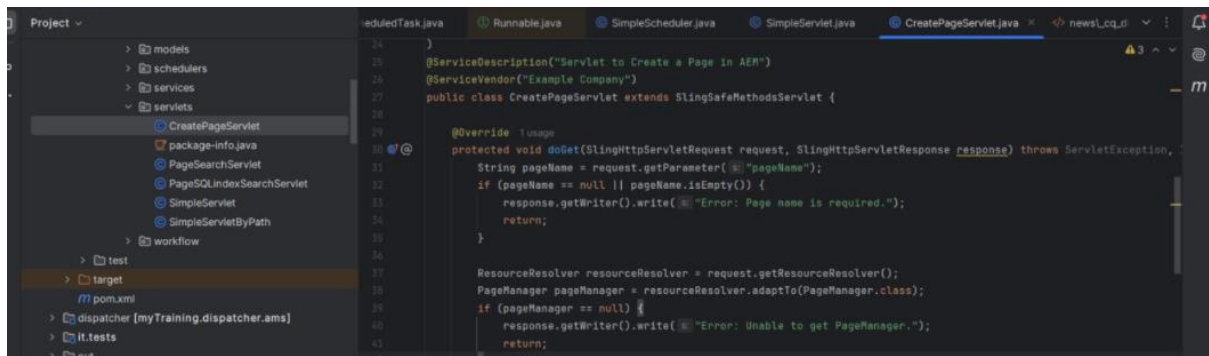 Project
models
schedulers
services
servlets
CreatePageServlet
package-info.java
PageSearchServlet
PageSQLindexSearchServlet
SimpleServlet
SimpleServletByPath
workflow
test
target
m pom.xml
dispatcher [myTraining.dispatcher.ams]
it.tests
eduledTask.java Runnable.java SimpleScheduler.java SimpleServlet.java CreatePageServlet.java × </> news\_cq_di
3
24 )
25 @ServiceDescription("Servlet to Create a Page in AEM")
26 @ServiceVendor("Example Company")
27 public class CreatePageServlet extends SlingSafeMethodsServlet {
28
29 @Override 1 usage
30 protected void doGet(SlingHttpServletRequest request, SlingHttpServletResponse response) throws ServletException,
31 String pageName = request.getParameter( s: "pageName");
32 if (pageName == null || pageName.isEmpty()) {
33 response.getWriter().write( s: "Error: Page name is required.");
34 return;
35 }
36
37 ResourceResolver resourceResolver = request.getResourceResolver();
38 PageManager pageManager = resourceResolver.adaptTo(PageManager.class);
39 if (pageManager == null) {
40 response.getWriter().write( s: "Error: Unable to get PageManager.");
41 return;
m